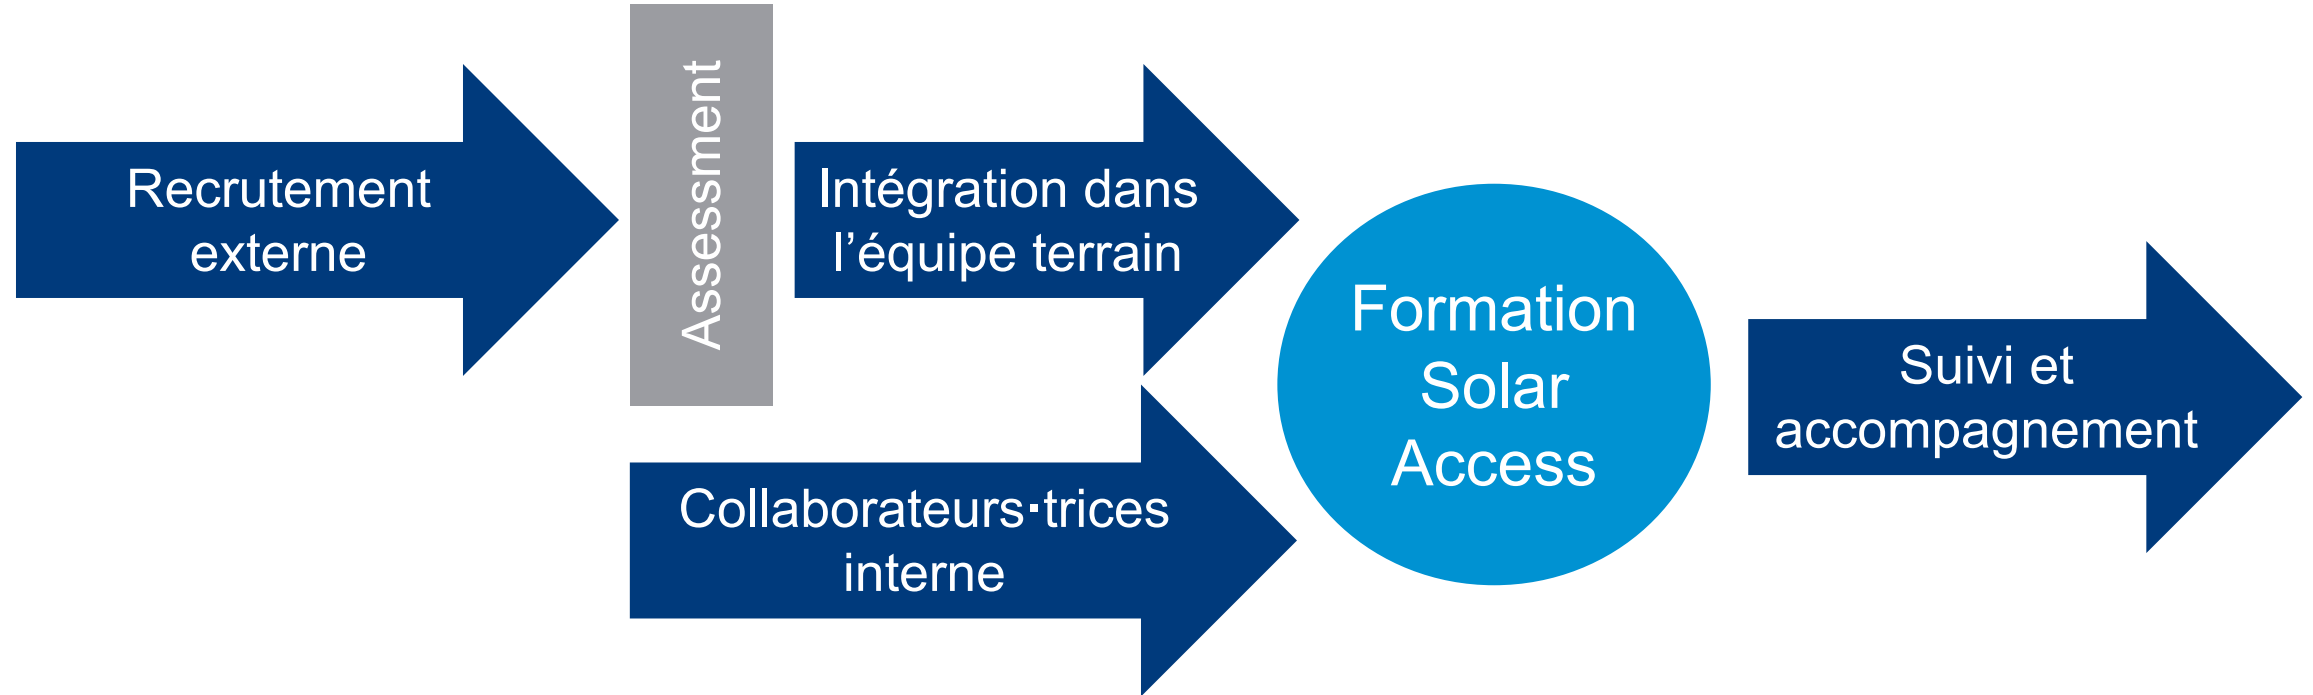 Recrutement
externe
Assessment
Intégration dans
l’équipe terrain
Collaborateurs·trices
interne
Formation
Solar
Access
Suivi et
accompagnement